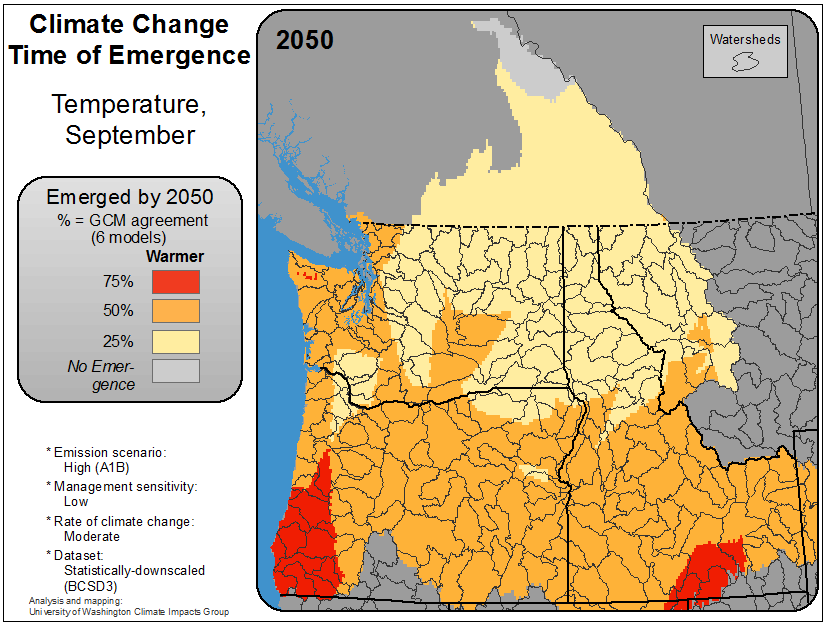 Climate Change
Time of Emergence
Temperature,
September
Emerged by 2050
% = GCM agreement
(6 models)
Warmer
75%
50%
25%
No Emer-
gence
* Emission scenario:
High (A1B)
* Management sensitivity:
Low
* Rate of climate change:
Moderate
* Dataset:
Statistically-downscaled
(BCSD3)
Analysis and mapping:
University of Washington Climate Impacts Group
2050
Watersheds